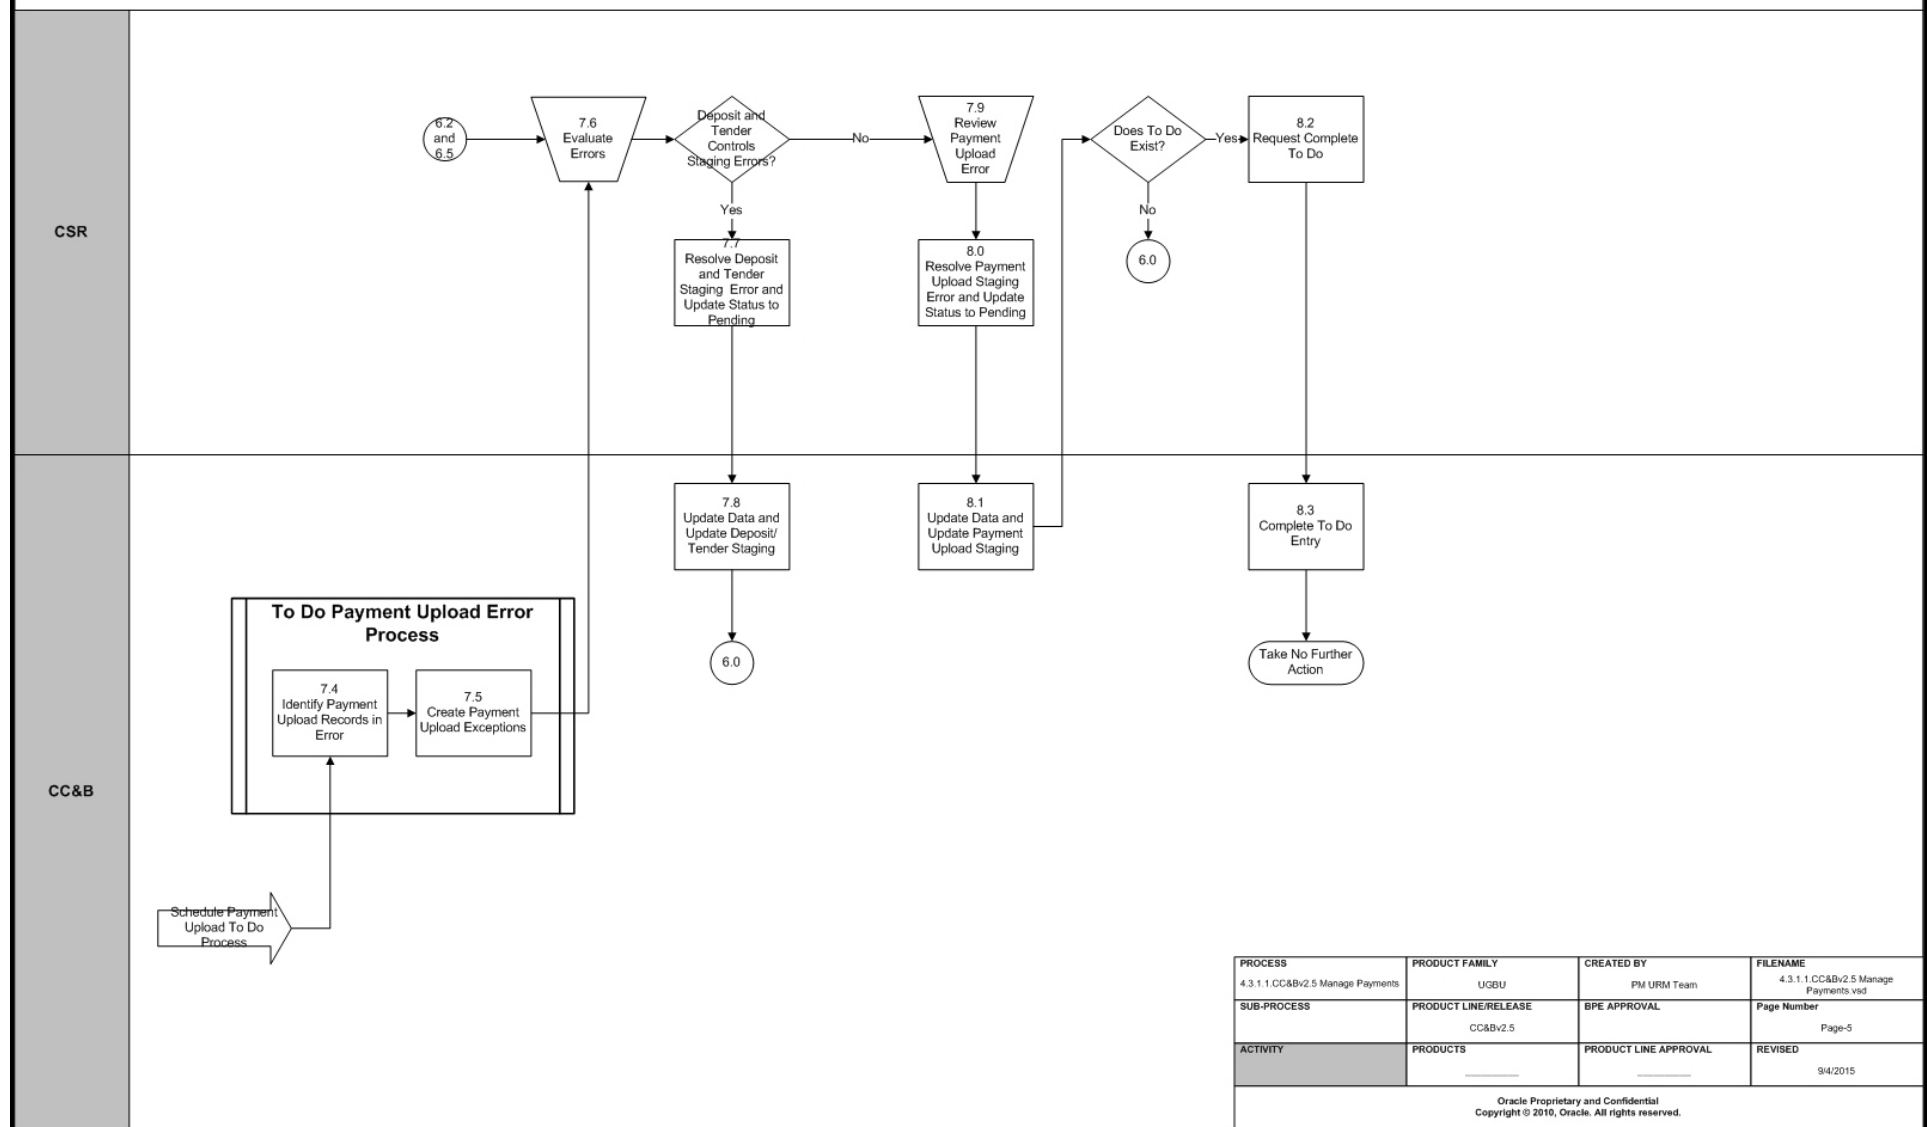 CSR
6.2
and
6.5
7.6
Evaluate
Errors
Deposit and
Tender
Controls
Staging Errors?
No
7.9
Review
Payment
Upload
Error
Does To Do
Exist?
Yes
8.2
Request Complete
To Do
Yes
No
7.7
Resolve Deposit
and Tender
Staging Error and
Update Status to
Pending
8.0
Resolve Payment
Upload Staging
Error and Update
Status to Pending
6.0
CC&B
7.8
Update Data and
Update Deposit/
Tender Staging
8.1
Update Data and
Update Payment
Upload Staging
8.3
Complete To Do
Entry
To Do Payment Upload Error
Process
7.4
Identify Payment
Upload Records in
Error
7.5
Create Payment
Upload Exceptions
6.0
Take No Further
Action
Schedule Payment
Upload To Do
Process
PROCESS
4.3.1.1.CC&Bv2.5 Manage Payments
PRODUCT FAMILY
UGBU
CREATED BY
PM URM Team
FILENAME
4.3.1.1.CC&Bv2.5 Manage
Payments.vsd
SUB-PROCESS
PRODUCT LINE/RELEASE
CC&Bv2.5
BPE APPROVAL
Page Number
Page-5
ACTIVITY
PRODUCTS
PRODUCT LINE APPROVAL
REVISED
9/4/2015
Oracle Proprietary and Confidential
Copyright © 2010, Oracle. All rights reserved.